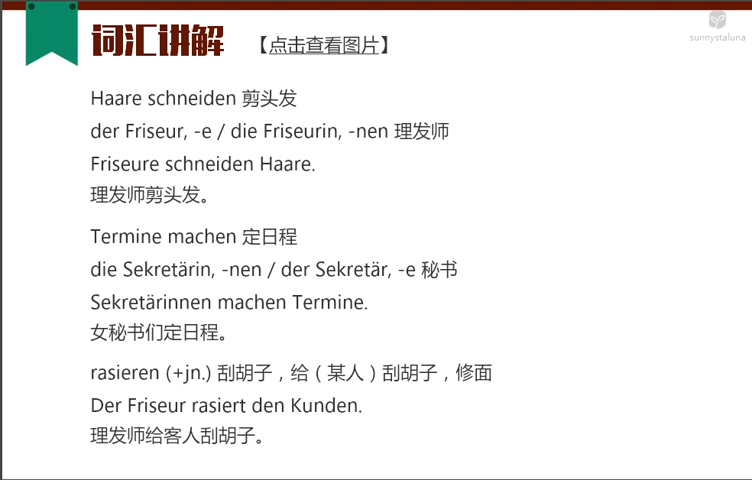 词汇讲解 【点击查看图片】
sunnystaluna
Haare schneiden 剪头发
der Friseur, -e / die Friseurin, -nen 理发师
Friseure schneiden Haare.
理发师剪头发。
Termine machen 定日程
die Sekretärin, -nen / der Sekretär, -e 秘书
Sekretärinnen machen Termine.
女秘书们定日程。
rasieren (+jn.) 刮胡子，给（某人）刮胡子，修面
Der Friseur rasiert den Kunden.
理发师给客人刮胡子。